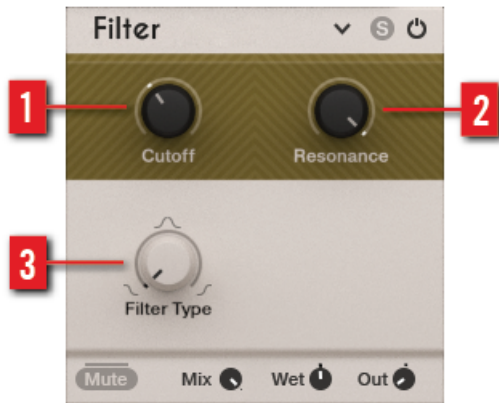 Filter
S
1
2
Cutoff
Resonance
3
Filter Type
Mute
Mix
Wet
Out